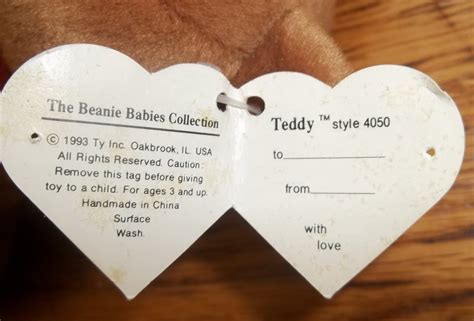 The Beanie Babies Collection
© 1993 Ty Inc. Oakbrook, IL. USA
All Rights Reserved. Caution:
Remove this tag before giving
toy to a child. For ages 3 and up.
Handmade in China
Surface
Wash.
Teddy ™ style 4050
to
from
with
love